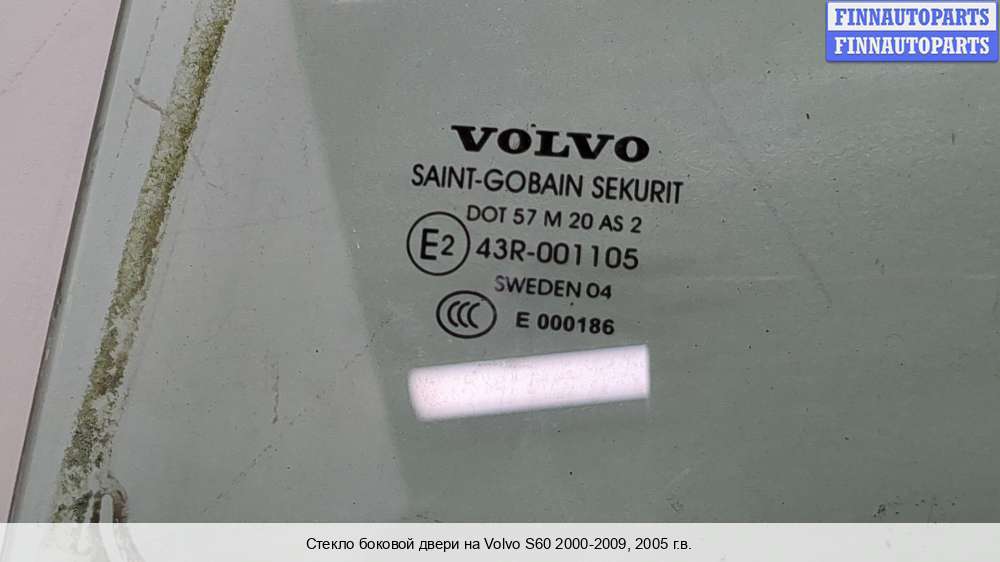 FINNAUTOPARTS
FINNAUTOPARTS
VOLVO
SAINT-GOBAIN SEKURIT
DOT 57 M 20 AS 2
E2 43R-001105
SWEDEN 04
CCC E 000186
Стекло боковой двери на Volvo S60 2000-2009, 2005 г.в.